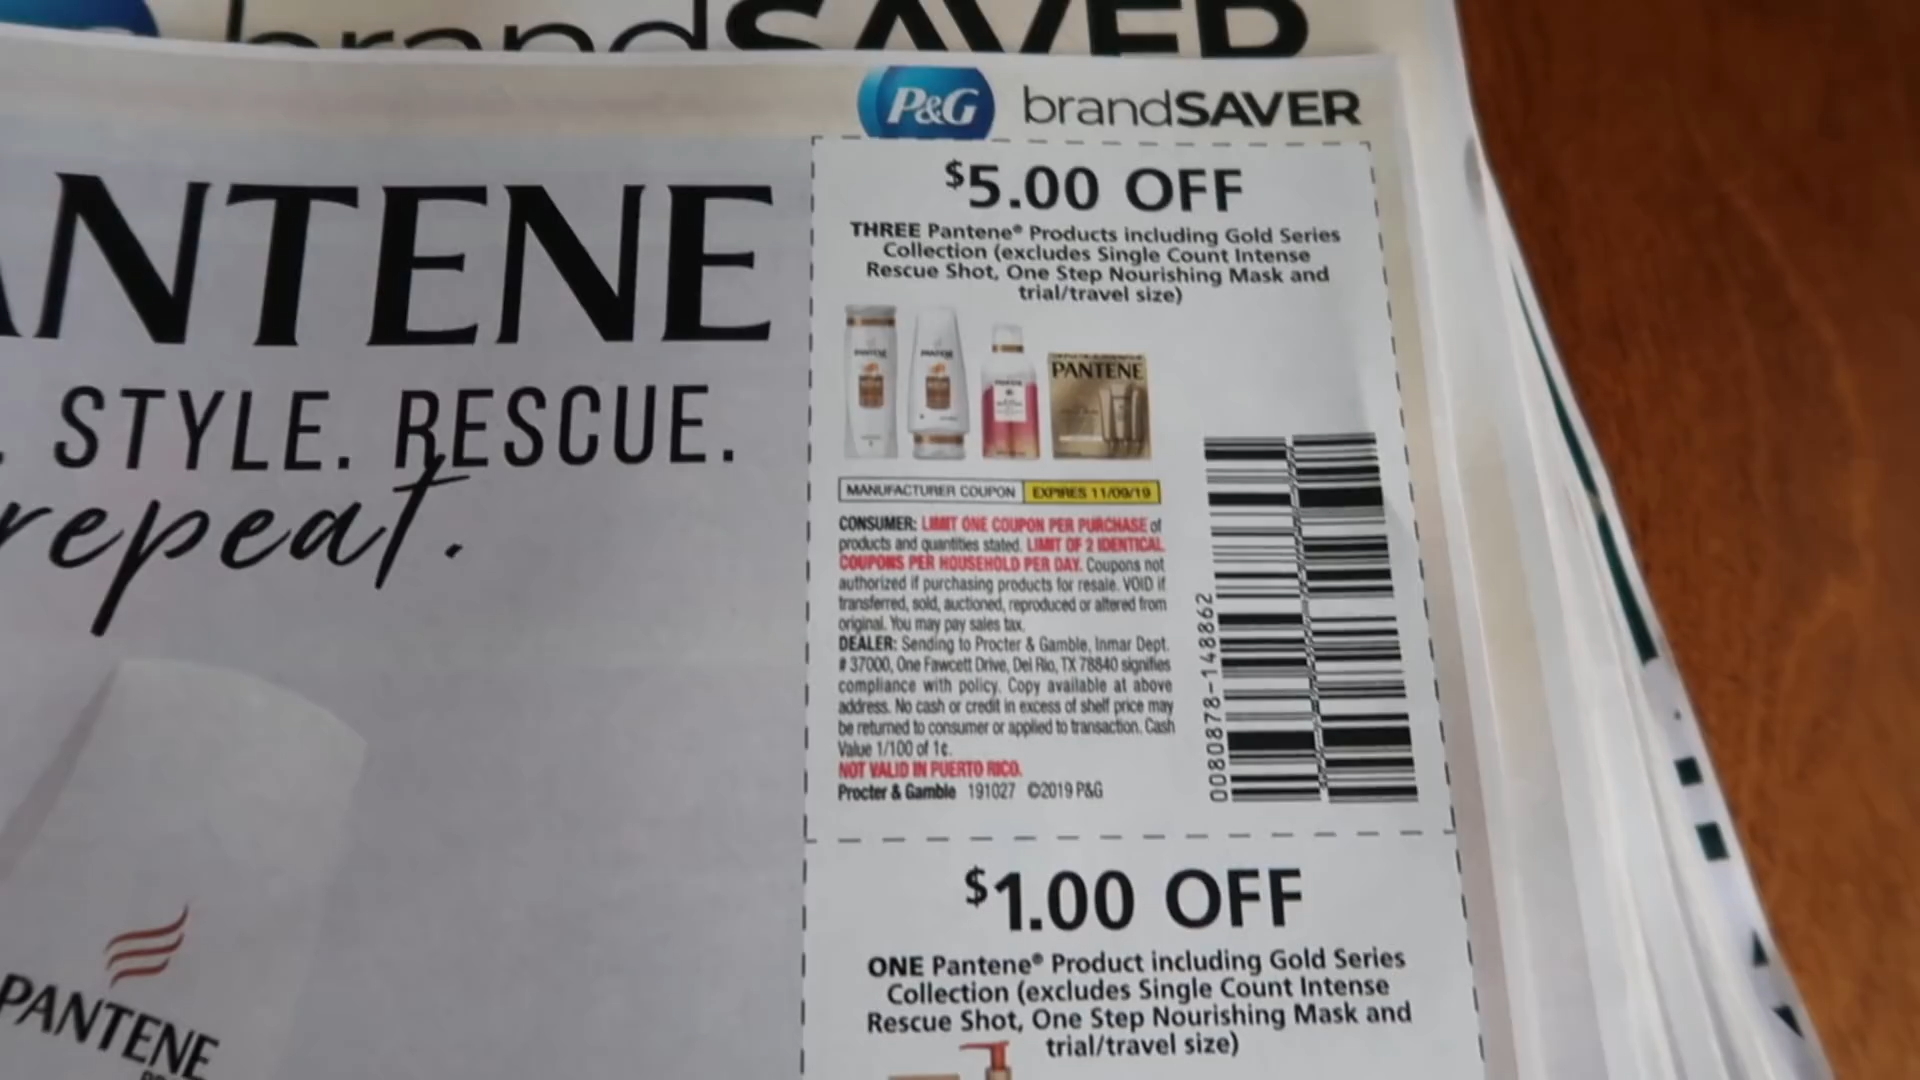 brandSAVER
P&G brandSAVER
ANTENE
. STYLE. RESCUE.
repeat.
$5.00 OFF
THREE Pantene® Products including Gold Series
Collection (excludes Single Count Intense
Rescue Shot, One Step Nourishing Mask and
trial/travel size)
PANTENE
PANTENE
PANTENE
MANUFACTURER COUPON EXPIRES 11/09/19
CONSUMER: LIMIT ONE COUPON PER PURCHASE of
products and quantities stated. LIMIT OF 2 IDENTICAL
COUPONS PER HOUSEHOLD PER DAY. Coupons not
authorized if purchasing products for resale. VOID if
transferred, sold, auctioned, reproduced or altered from
original. You may pay sales tax.
DEALER: Sending to Procter & Gamble, Inmar Dept.
# 37000, One Fawcett Drive, Del Rio, TX 78840 signifies
compliance with policy. Copy available at above
address. No cash or credit in excess of shelf price may
be returned to consumer or applied to transaction. Cash
Value 1/100 of 1¢.
NOT VALID IN PUERTO RICO.
Procter & Gamble 191027 ©2019 P&G
0080878-148862
$1.00 OFF
ONE Pantene® Product including Gold Series
Collection (excludes Single Count Intense
Rescue Shot, One Step Nourishing Mask and
trial/travel size)
PANTENE